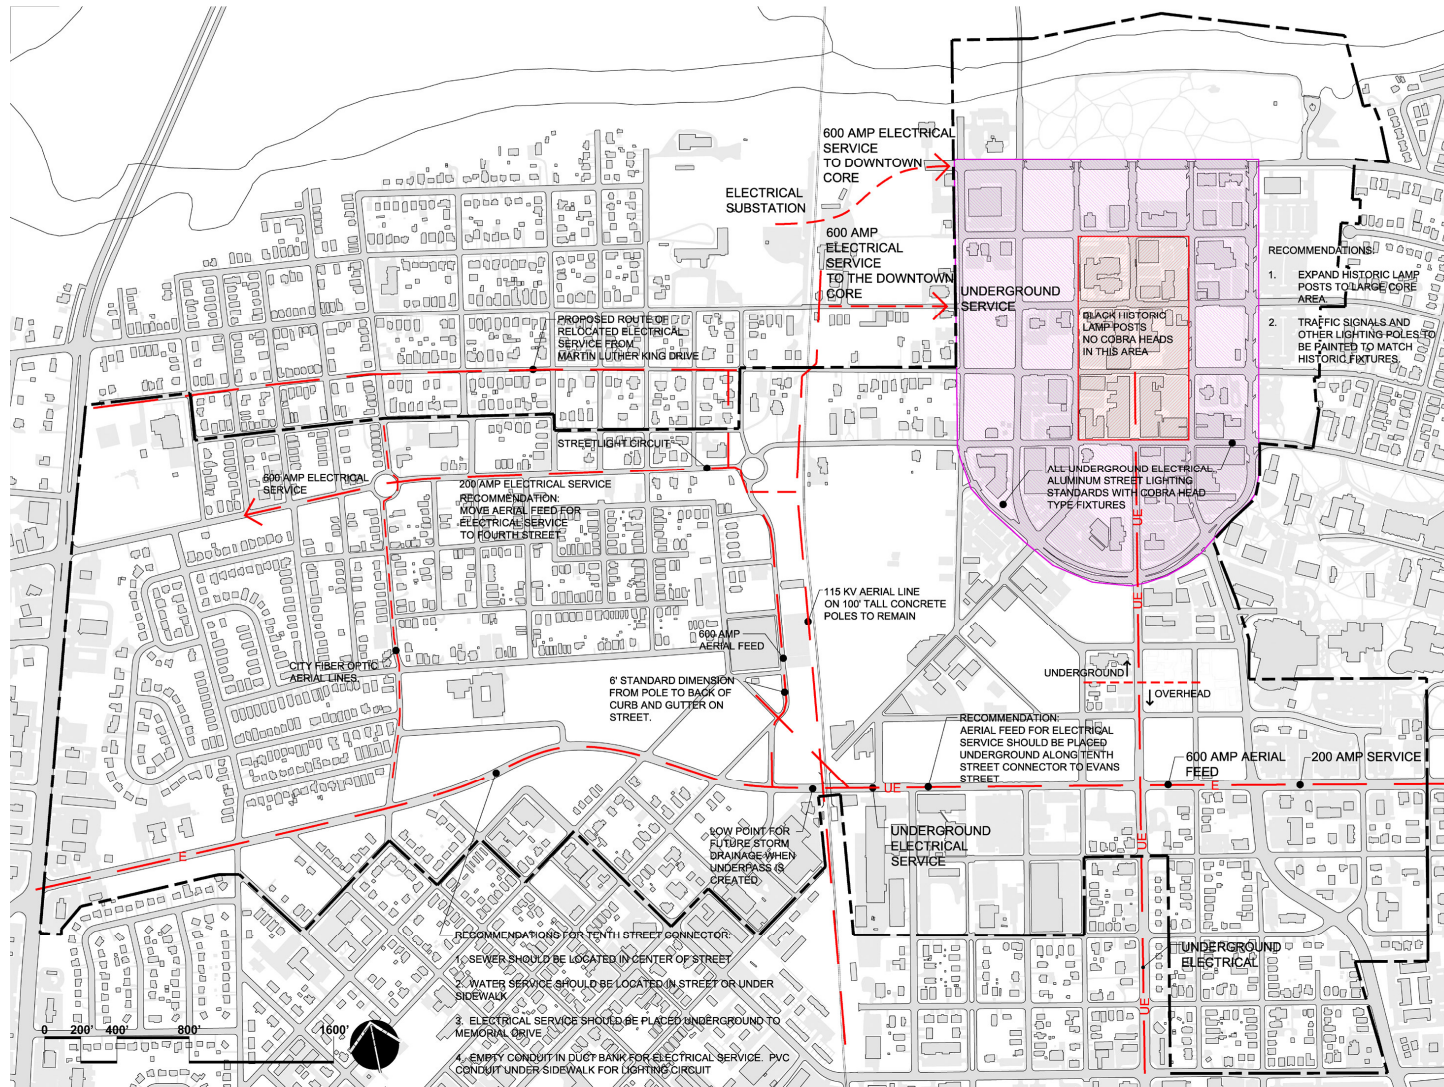 600 AMP ELECTRICAL
SERVICE
TO DOWNTOWN
CORE
ELECTRICAL
SUBSTATION
600 AMP
ELECTRICAL
SERVICE
TO THE DOWNTOWN
CORE
UNDERGROUND
SERVICE
RECOMMENDATIONS:
1. EXPAND HISTORIC LAMP
POSTS TO LARGE CORE
AREA.
2. TRAFFIC SIGNALS AND
OTHER LIGHTING POLES TO
BE PAINTED TO MATCH
HISTORIC FIXTURES.
BLACK HISTORIC
LAMP POSTS
NO COBRA HEADS
IN THIS AREA
PROPOSED ROUTE OF
RELOCATED ELECTRICAL
SERVICE FROM
MARTIN LUTHER KING DRIVE
STREETLIGHT CIRCUIT
600 AMP ELECTRICAL
SERVICE
200 AMP ELECTRICAL SERVICE
RECOMMENDATION:
MOVE AERIAL FEED FOR
ELECTRICAL SERVICE
TO FOURTH STREET
ALL UNDERGROUND ELECTRICAL
ALUMINUM STREET LIGHTING
STANDARDS WITH COBRA HEAD
TYPE FIXTURES
UE
UE
115 KV AERIAL LINE
ON 100' TALL CONCRETE
POLES TO REMAIN
600 AMP
AERIAL FEED
CITY FIBER OPTIC
AERIAL LINES.
6' STANDARD DIMENSION
FROM POLE TO BACK OF
CURB AND GUTTER ON
STREET.
UNDERGROUND
OVERHEAD
RECOMMENDATION:
AERIAL FEED FOR ELECTRICAL
SERVICE SHOULD BE PLACED
UNDERGROUND ALONG TENTH
STREET CONNECTOR TO EVANS
STREET
600 AMP AERIAL
FEED
200 AMP SERVICE
UE
E
E
UE
LOW POINT FOR
FUTURE STORM
DRAINAGE WHEN
UNDERPASS IS
CREATED
UNDERGROUND
ELECTRICAL
SERVICE
UNDERGROUND
ELECTRICAL
UE
RECOMMENDATIONS FOR TENTH STREET CONNECTOR:
1. SEWER SHOULD BE LOCATED IN CENTER OF STREET
2. WATER SERVICE SHOULD BE LOCATED IN STREET OR UNDER
SIDEWALK
3. ELECTRICAL SERVICE SHOULD BE PLACED UNDERGROUND TO
MEMORIAL DRIVE
4. EMPTY CONDUIT IN DUCT BANK FOR ELECTRICAL SERVICE. PVC
CONDUIT UNDER SIDEWALK FOR LIGHTING CIRCUIT
0 200' 400' 800' 1600'